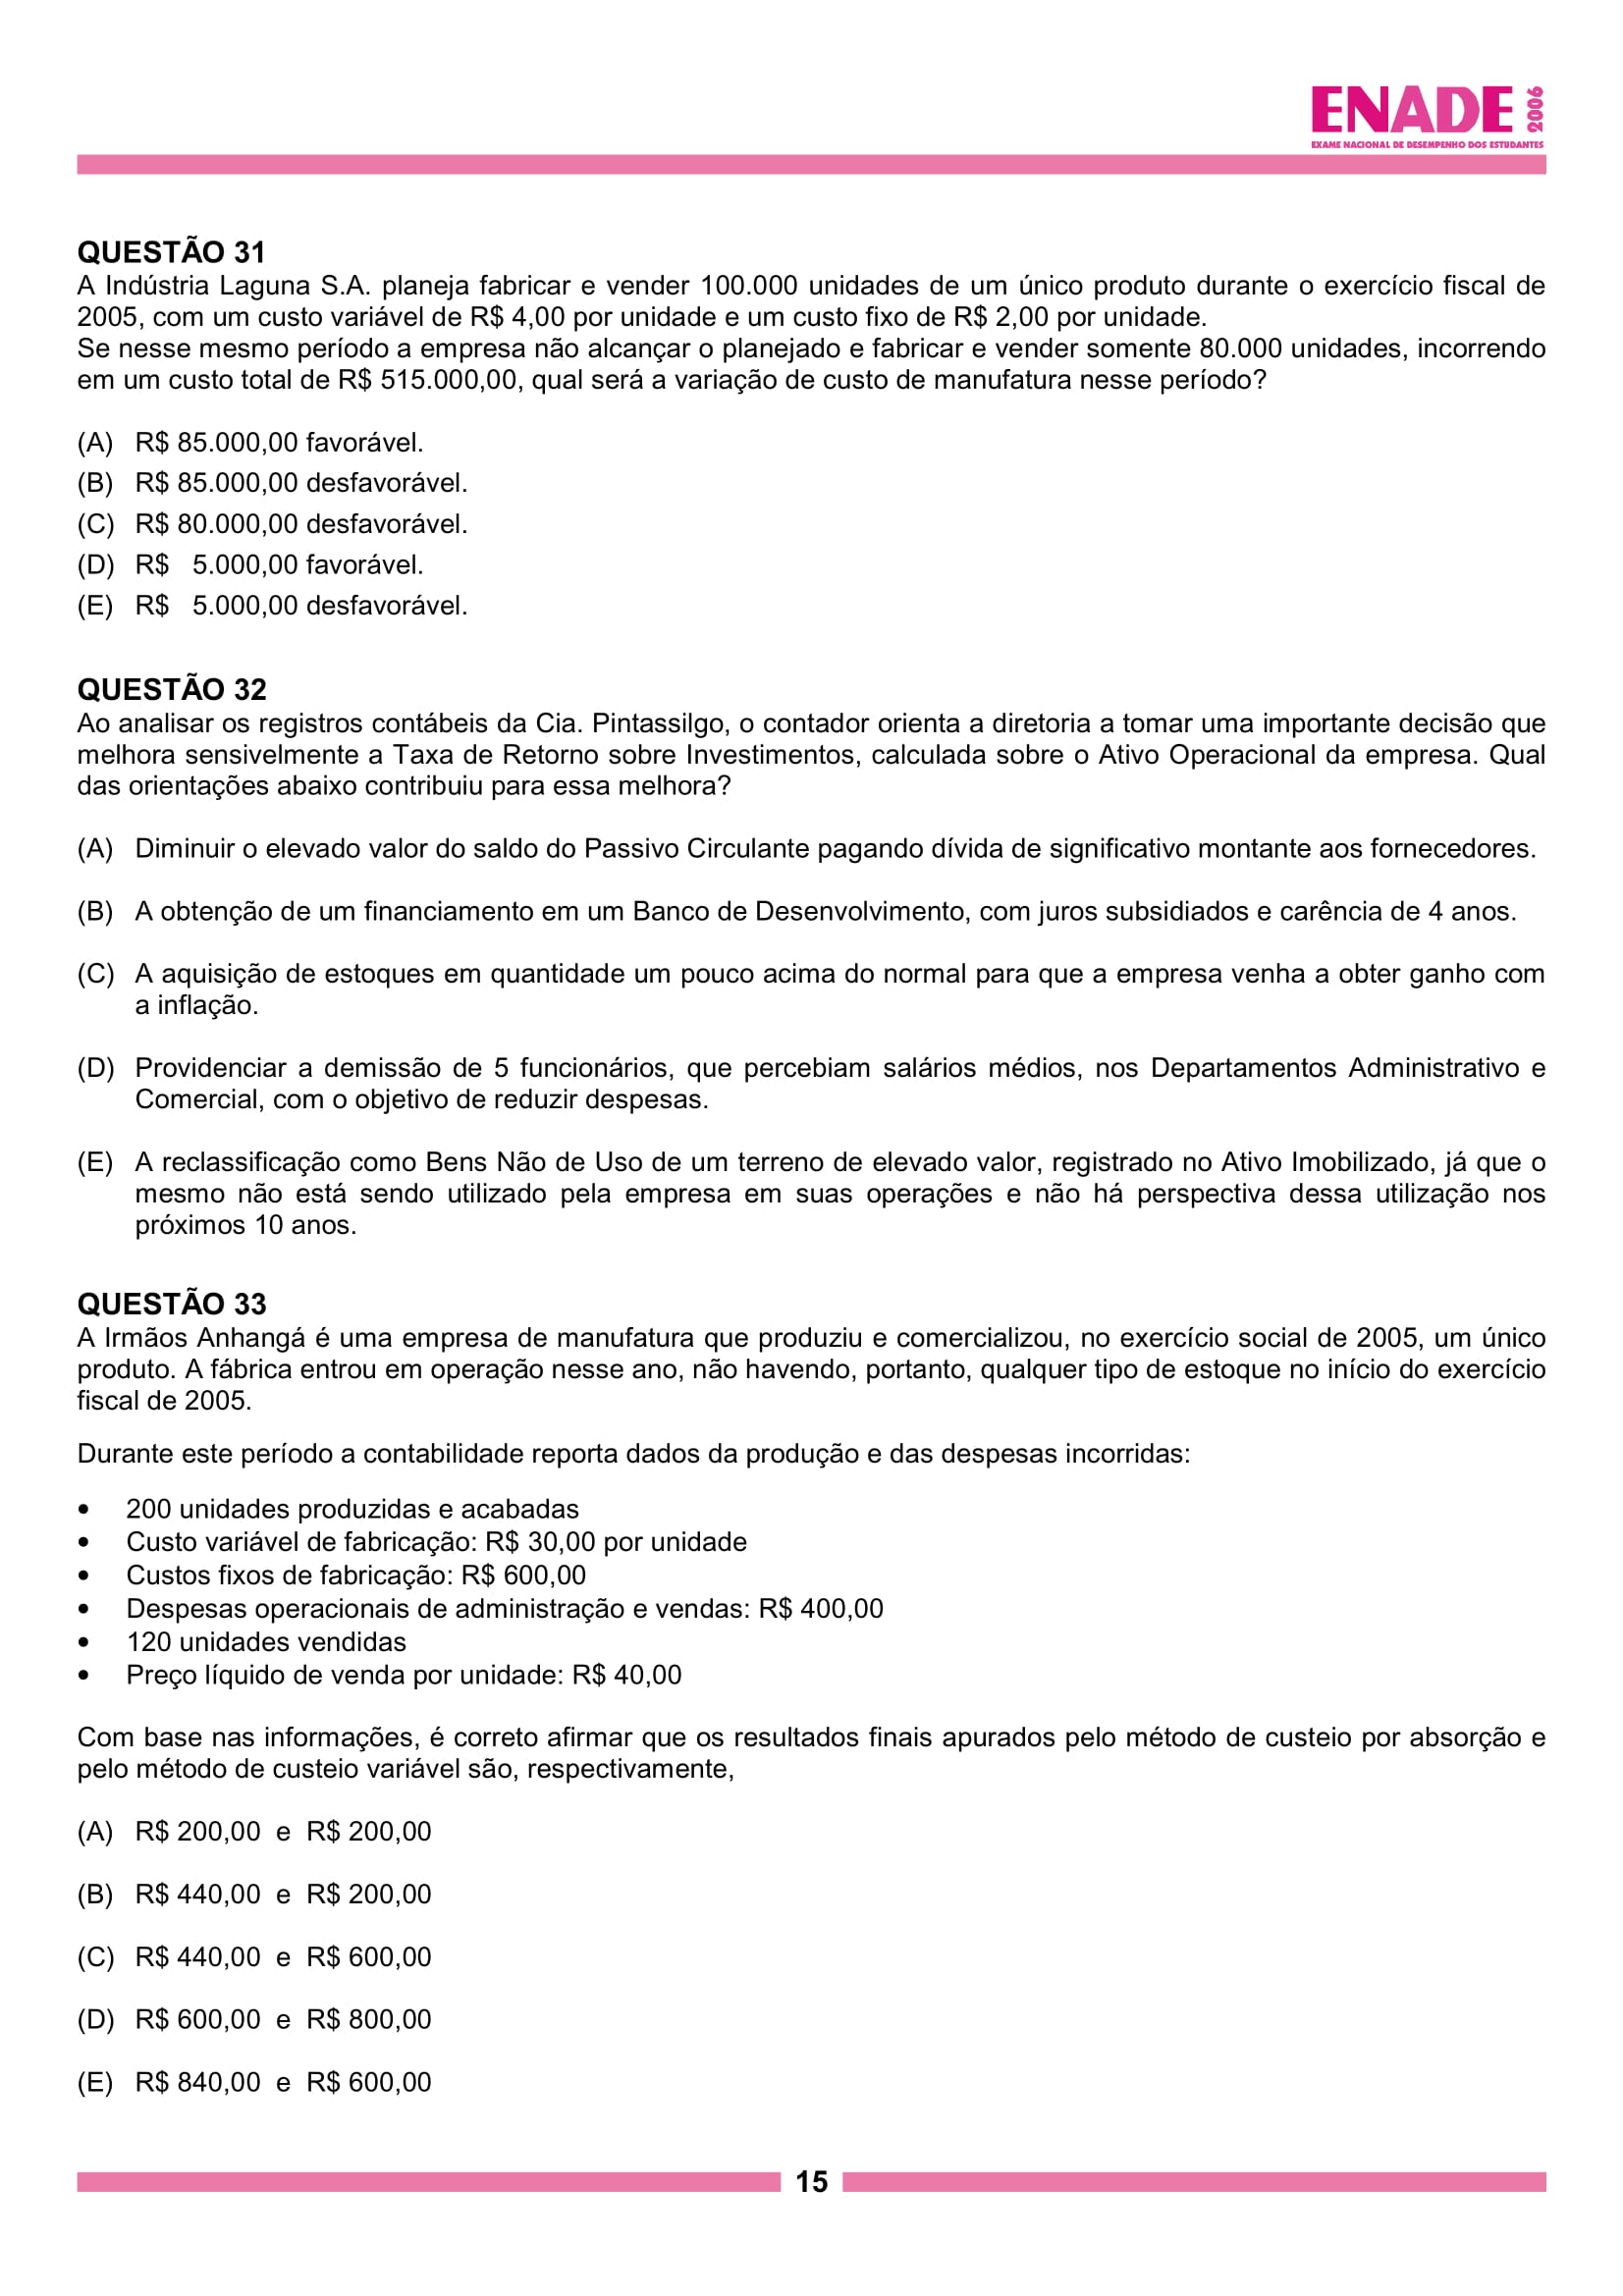 ENADE 2006
EXAME NACIONAL DE DESEMPENHO DOS ESTUDANTES
QUESTÃO 31
A Indústria Laguna S.A. planeja fabricar e vender 100.000 unidades de um único produto durante o exercício fiscal de
2005, com um custo variável de R$ 4,00 por unidade e um custo fixo de R$ 2,00 por unidade.
Se nesse mesmo período a empresa não alcançar o planejado e fabricar e vender somente 80.000 unidades, incorrendo
em um custo total de R$ 515.000,00, qual será a variação de custo de manufatura nesse período?
(A) R$ 85.000,00 favorável.
(B) R$ 85.000,00 desfavorável.
(C) R$ 80.000,00 desfavorável.
(D) R$ 5.000,00 favorável.
(E) R$ 5.000,00 desfavorável.
QUESTÃO 32
Ao analisar os registros contábeis da Cia. Pintassilgo, o contador orienta a diretoria a tomar uma importante decisão que
melhora sensivelmente a Taxa de Retorno sobre Investimentos, calculada sobre o Ativo Operacional da empresa. Qual
das orientações abaixo contribuiu para essa melhora?
(A) Diminuir o elevado valor do saldo do Passivo Circulante pagando dívida de significativo montante aos fornecedores.
(B) A obtenção de um financiamento em um Banco de Desenvolvimento, com juros subsidiados e carência de 4 anos.
(C) A aquisição de estoques em quantidade um pouco acima do normal para que a empresa venha a obter ganho com
a inflação.
(D) Providenciar a demissão de 5 funcionários, que percebiam salários médios, nos Departamentos Administrativo e
Comercial, com o objetivo de reduzir despesas.
(E) A reclassificação como Bens Não de Uso de um terreno de elevado valor, registrado no Ativo Imobilizado, já que o
mesmo não está sendo utilizado pela empresa em suas operações e não há perspectiva dessa utilização nos
próximos 10 anos.
QUESTÃO 33
A Irmãos Anhangá é uma empresa de manufatura que produziu e comercializou, no exercício social de 2005, um único
produto. A fábrica entrou em operação nesse ano, não havendo, portanto, qualquer tipo de estoque no início do exercício
fiscal de 2005.
Durante este período a contabilidade reporta dados da produção e das despesas incorridas:
• 200 unidades produzidas e acabadas
• Custo variável de fabricação: R$ 30,00 por unidade
• Custos fixos de fabricação: R$ 600,00
• Despesas operacionais de administração e vendas: R$ 400,00
• 120 unidades vendidas
• Preço líquido de venda por unidade: R$ 40,00
Com base nas informações, é correto afirmar que os resultados finais apurados pelo método de custeio por absorção e
pelo método de custeio variável são, respectivamente,
(A) R$ 200,00 e R$ 200,00
(B) R$ 440,00 e R$ 200,00
(C) R$ 440,00 e R$ 600,00
(D) R$ 600,00 e R$ 800,00
(E) R$ 840,00 e R$ 600,00
15